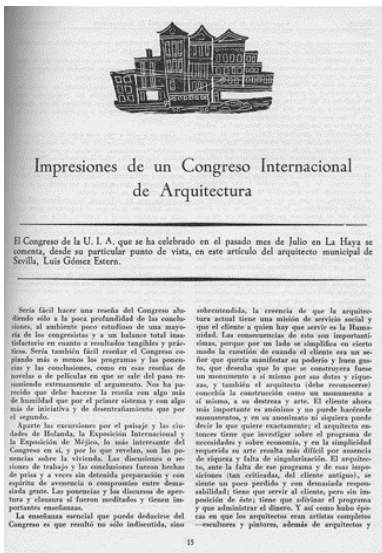 Impresiones de un Congreso Internacional
de Arquitectura
El Congreso de la U. I. A. que se ha celebrado en el pasado mes de Julio en La Haya se
comenta, desde su particular punto de vista, en este artículo del arquitecto municipal de
Sevilla, Luis Gómez Estern.
Sería fácil hacer una reseña del Congreso alu-
diendo sólo a la poca profundidad de las conclu-
siones, al ambiente poco estudioso de una mayo-
ría de los congresistas y a un balance total insa-
tisfactorio en cuanto a resultados tangibles y prác-
ticos. Sería también fácil reseñar el Congreso co-
piando más o menos los programas y las ponen-
cias y las conclusiones, como en esas reseñas de
novelas o de películas en que se sale del paso re-
sumiendo extensamente el argumento. Nos ha pa-
recido que debe hacerse la reseña con algo más
de humildad que por el primer sistema y con algo
más de iniciativa y de desentrañamiento que por
el segundo.
Aparte las excursiones por el paisaje y las ciu-
dades de Holanda, la Exposición Internacional y
la Exposición de Méjico, lo más interesante del
Congreso en sí, y por lo que revelan, son las po-
nencias sobre la vivienda. Las discusiones o se-
siones de trabajo y las conclusiones fueron hechas
de prisa y a veces sin detenida preparación y con
espíritu de avenencia o compromiso entre dema-
siada gente. Las ponencias y los discursos de aper-
tura y clausura sí fueron meditados y tienen im-
portantes enseñanzas.
La enseñanza esencial que puede deducirse del
Congreso es que resultó no sólo indiscutida, sino
sobreentendida, la creencia de que la arquitec-
tura actual tiene una misión de servicio social y
que el cliente a quien hay que servir es la Huma-
nidad. Las consecuencias de esto son importantí-
simas, porque por un lado se simplifica en cierto
modo la cuestión de cuando el cliente era un se-
ñor que quería manifestar su poderío y buen gus-
to, que deseaba que lo que se construyera fuese
un monumento a sí mismo por sus dotes y rique-
zas, y también el arquitecto (debe reconocerse)
concebía la construcción como un monumento a
sí mismo, a su destreza y arte. El cliente ahora
más importante es anónimo y no puede hacérsele
monumentos, y en su anonimato ni siquiera puede
decir lo que quiere exactamente; el arquitecto en-
tonces tiene que investigar sobre el programa de
necesidades y sobre economía, y en la simplicidad
requerida su arte resulta más difícil por ausencia
de riqueza y falta de singularización. El arquitec-
to, ante la falta de ese programa y de esas impo-
siciones (tan criticadas, del cliente antiguo), se
siente un poco perdido y con demasiada respon-
sabilidad; tiene que servir al cliente, pero sin im-
posición de éste; tiene que adivinar el programa
y que administrar el dinero. Y así como hubo épo-
cas en que los arquitectos eran artistas completos
—escultores y pintores, además de arquitectos y
15